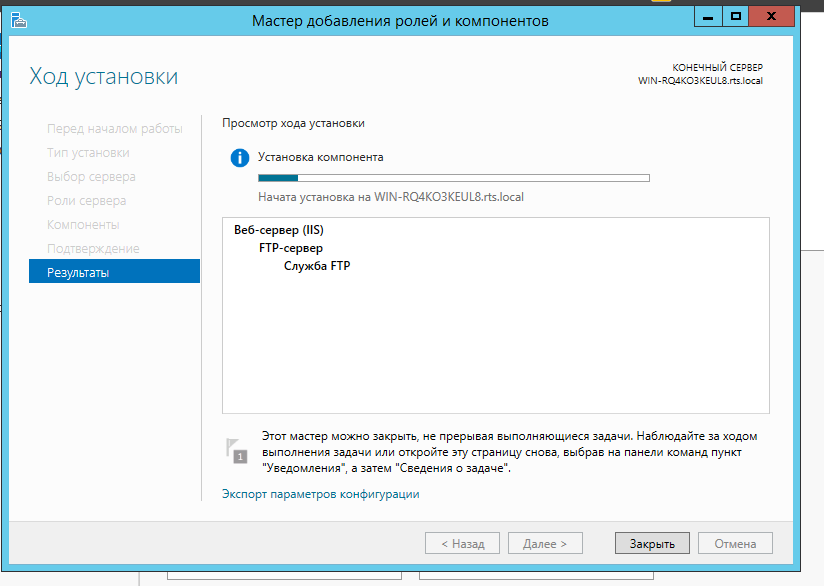 Мастер добавления ролей и компонентов
Ход установки
КОНЕЧНЫЙ СЕРВЕР
WIN-RQ4KO3KEUL8.rts.local
Перед началом работы
Тип установки
Выбор сервера
Роли сервера
Компоненты
Подтверждение
Результаты
Просмотр хода установки
Установка компонента
Начата установка на WIN-RQ4KO3KEUL8.rts.local
Веб-сервер (IIS)
FTP-сервер
Служба FTP
1
Этот мастер можно закрыть, не прерывая выполняющиеся задачи. Наблюдайте за ходом
выполнения задачи или откройте эту страницу снова, выбрав на панели команд пункт
"Уведомления", а затем "Сведения о задаче".
Экспорт параметров конфигурации
< Назад
Далее >
Закрыть
Отмена